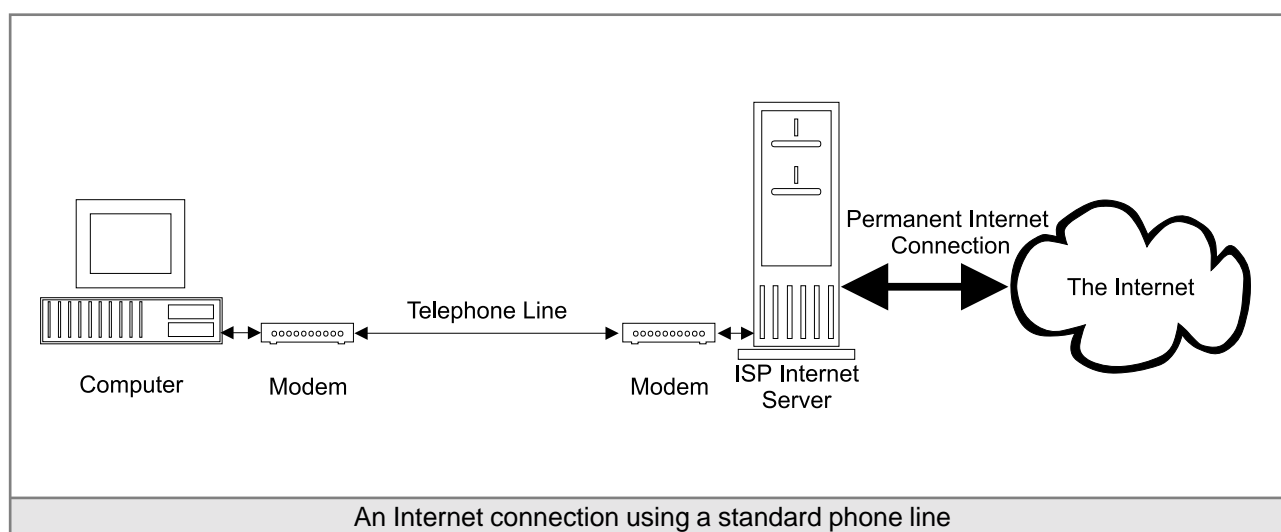 Permanent Internet
Connection
The Internet
Telephone Line
Computer
Modem
Modem
ISP Internet
Server
An Internet connection using a standard phone line